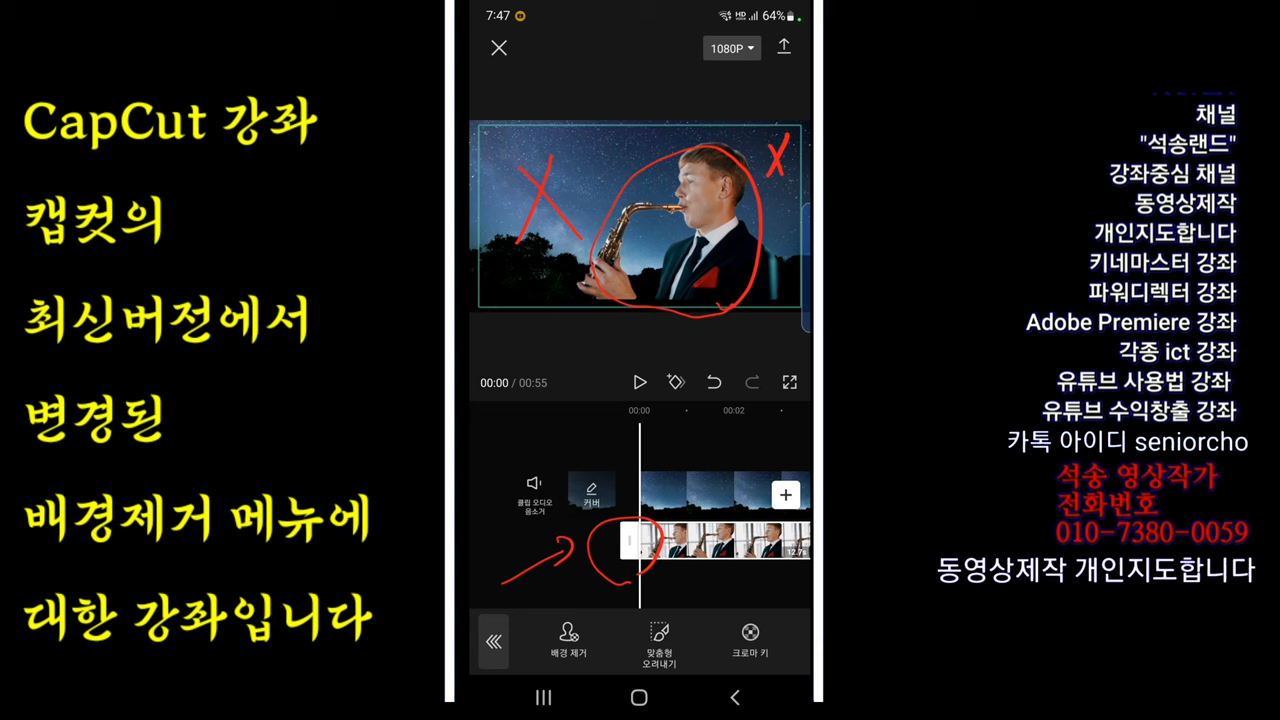 CapCut 강좌
캡컷의
최신버전에서
변경된
배경제거 메뉴에
대한 강좌입니다
7:47
HD
64%
1080P
00:00 / 00:55
00:00
00:02
클립 오디오
음소거
커버
12.7s
배경 제거
맞춤형
오려내기
크로마 키
채널
"석송랜드"
강좌중심 채널
동영상제작
개인지도합니다
키네마스터 강좌
파워디렉터 강좌
Adobe Premiere 강좌
각종 ict 강좌
유튜브 사용법 강좌
유튜브 수익창출 강좌
카톡 아이디 seniorcho
석송 영상작가
전화번호
010-7380-0059
동영상제작 개인지도합니다